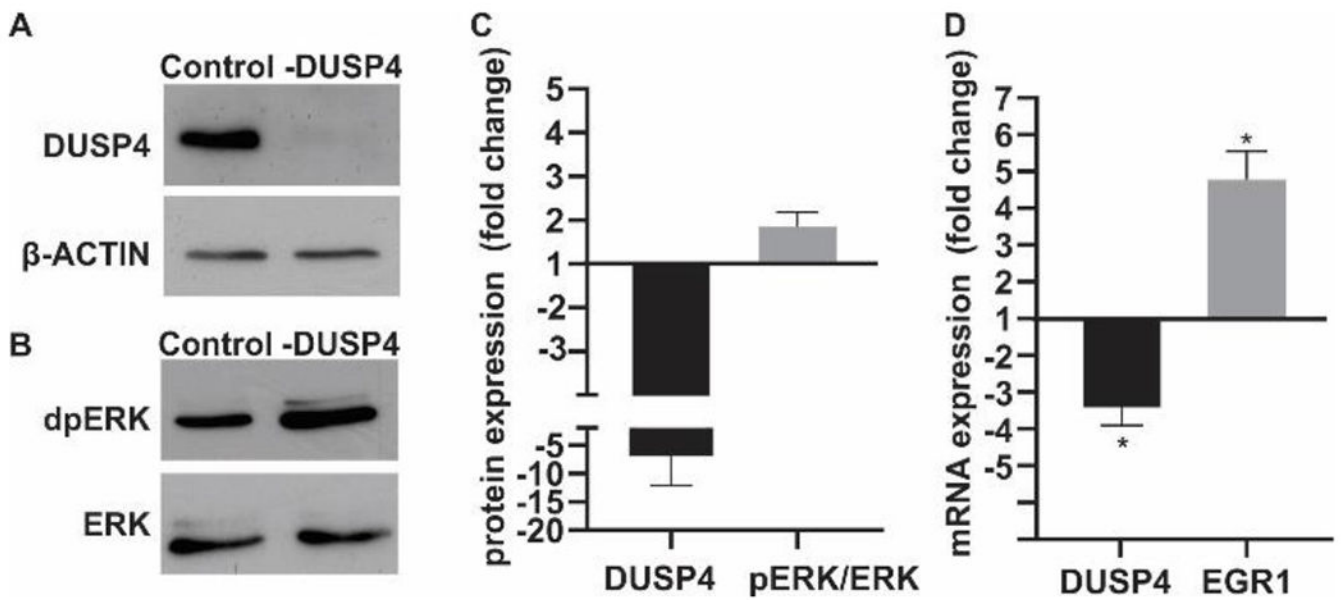 A
Control -DUSP4
DUSP4
β-ACTIN
B
Control -DUSP4
dpERK
ERK
C
protein expression (fold change)
5
4
3
2
1
-2
-3
-5
-10
-15
-20
DUSP4 pERK/ERK
D
mRNA expression (fold change)
7
6
5
4
3
2
1
-2
-3
-4
-5
*
*
DUSP4 EGR1